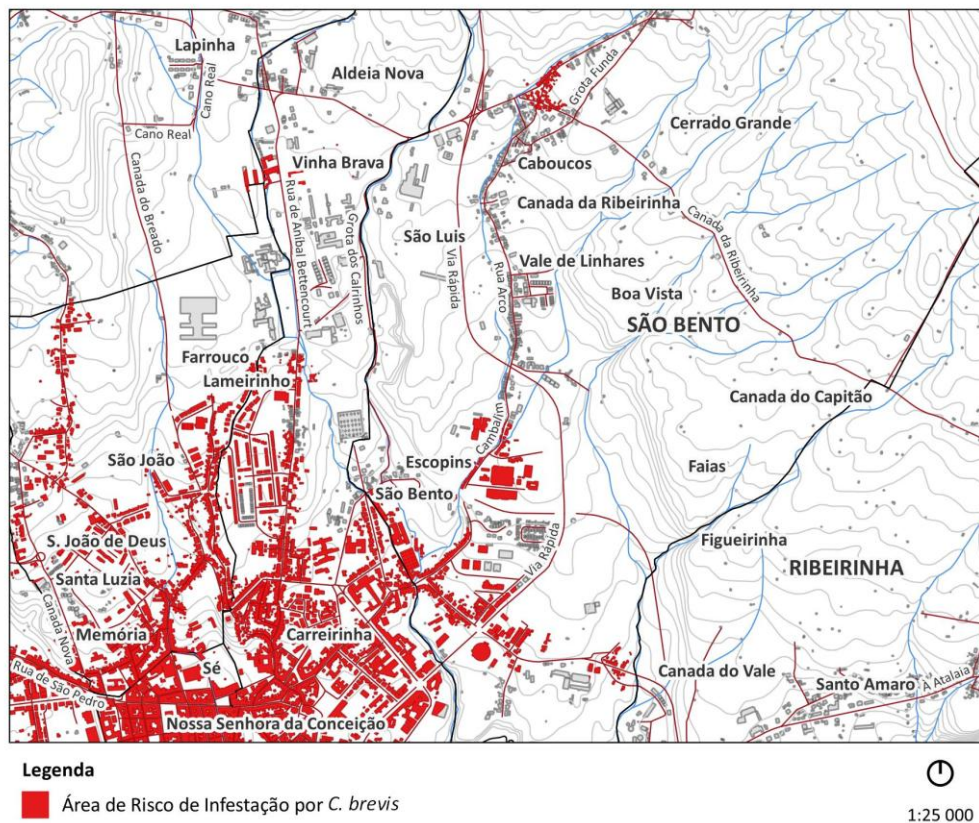 Lapinha
Cano Real
Aldeia Nova
Grota Funda
Cano Real
Cerrado Grande
Vinha Brava
Caboucos
Canada do Breado
Rua de Aníbal Bettencourt
Grota dos Calrinhos
Canada da Ribeirinha
São Luis
Via Rápida
Rua Arco
Canada da Ribeirinha
Vale de Linhares
Boa Vista
SÃO BENTO
Farrouco
Lameirinho
Canada do Capitão
Cambalim
São João
Escopins
Faias
São Bento
S. João de Deus
Via Rápida
Figueirinha
Santa Luzia
RIBEIRINHA
Canada Nova
Memória
Carreirinha
Sé
Canada do Vale
Santo Amaro
A Atalaia
Rua de São Pedro
Nossa Senhora da Conceição
Legenda
Área de Risco de Infestação por C. brevis
1:25 000